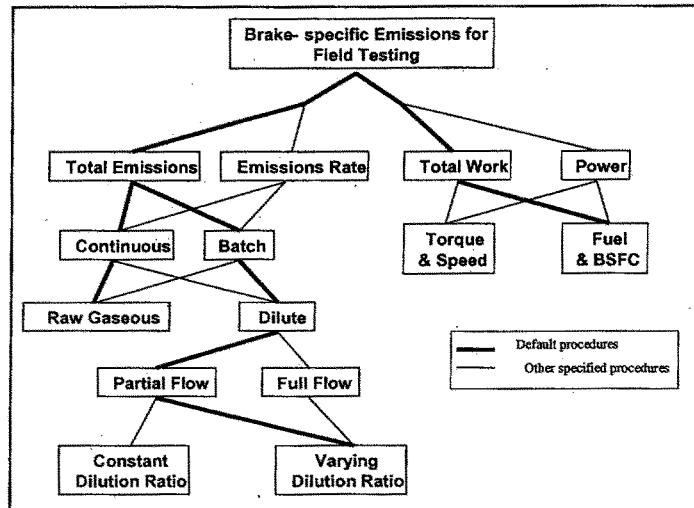 Brake- specific Emissions for
Field Testing
Total Emissions
Emissions Rate
Total Work
Power
Continuous
Batch
Torque
& Speed
Fuel
& BSFC
Raw Gaseous
Dilute
Default procedures
Other specified procedures
Partial Flow
Full Flow
Constant
Dilution Ratio
Varying
Dilution Ratio